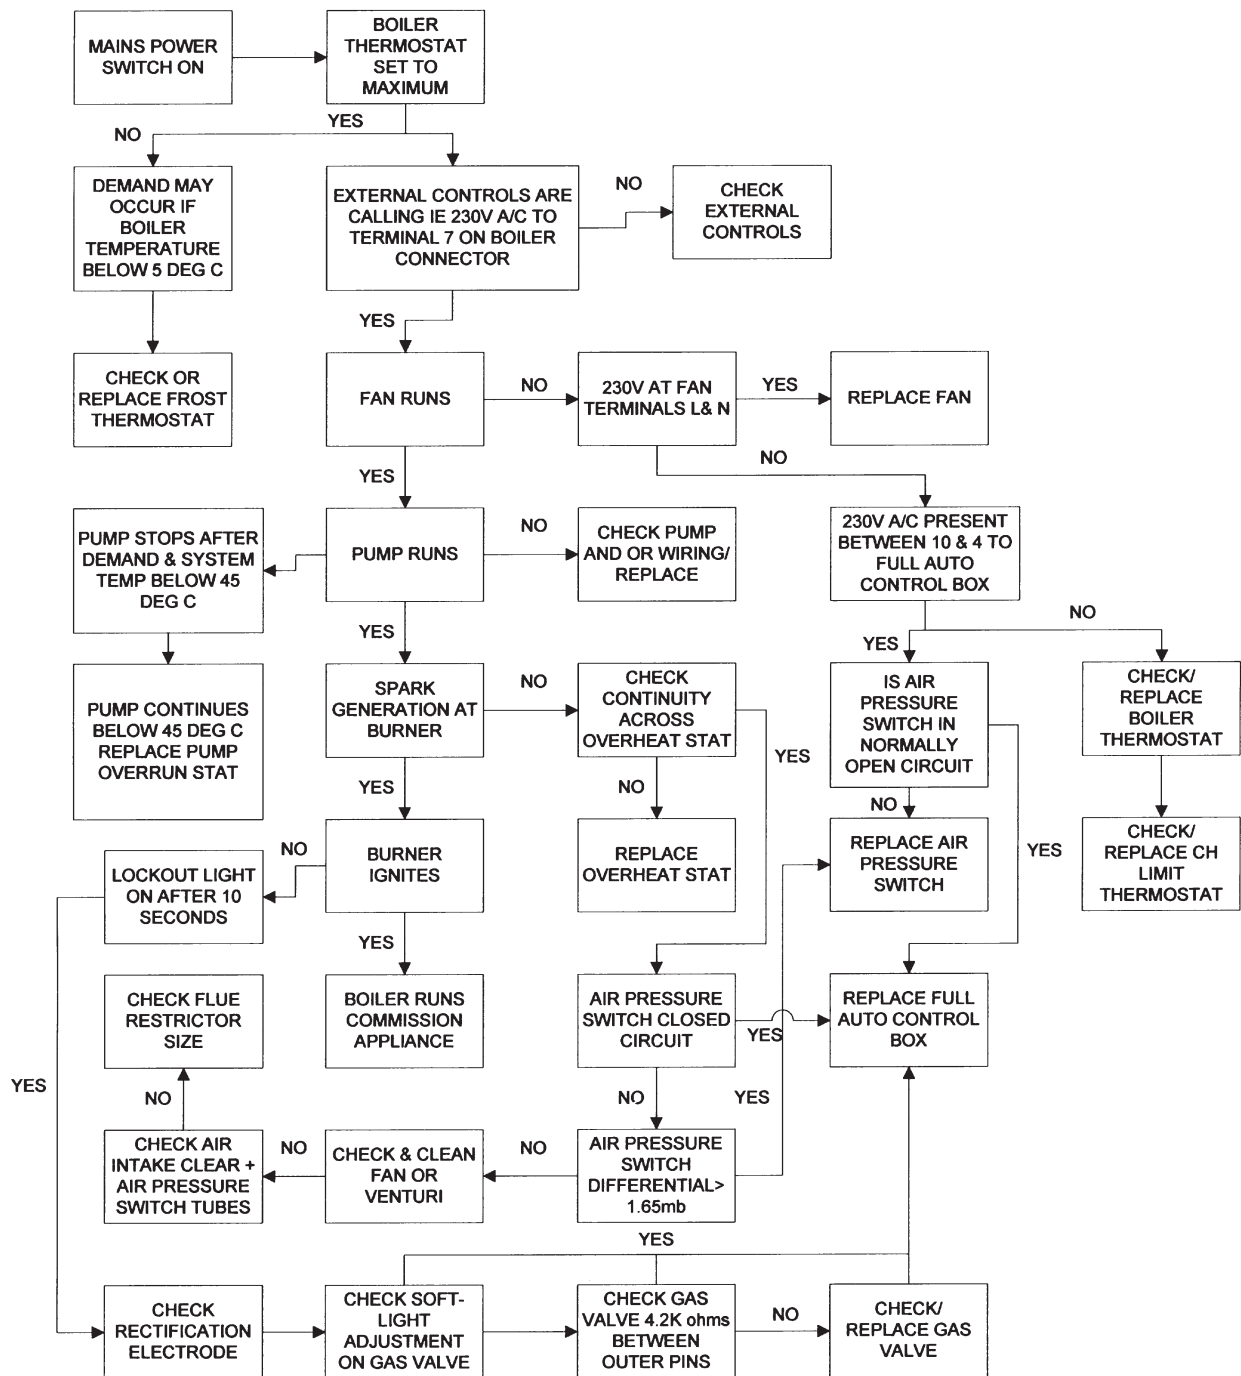 MAINS POWER
SWITCH ON
BOILER
THERMOSTAT
SET TO
MAXIMUM
YES
NO
DEMAND MAY
OCCUR IF
BOILER
TEMPERATURE
BELOW 5 DEG C
EXTERNAL CONTROLS ARE
CALLING IE 230V A/C TO
TERMINAL 7 ON BOILER
CONNECTOR
NO
CHECK
EXTERNAL
CONTROLS
YES
CHECK OR
REPLACE FROST
THERMOSTAT
FAN RUNS
NO
230V AT FAN
TERMINALS L& N
YES
REPLACE FAN
YES
NO
PUMP STOPS AFTER
DEMAND & SYSTEM
TEMP BELOW 45
DEG C
PUMP RUNS
NO
CHECK PUMP
AND OR WIRING/
REPLACE
230V A/C PRESENT
BETWEEN 10 & 4 TO
FULL AUTO
CONTROL BOX
YES
YES
NO
PUMP CONTINUES
BELOW 45 DEG C
REPLACE PUMP
OVERRUN STAT
SPARK
GENERATION AT
BURNER
NO
CHECK
CONTINUITY
ACROSS
OVERHEAT STAT
YES
IS AIR
PRESSURE
SWITCH IN
NORMALLY
OPEN CIRCUIT
CHECK/
REPLACE
BOILER
THERMOSTAT
YES
NO
NO
YES
LOCKOUT LIGHT
ON AFTER 10
SECONDS
NO
BURNER
IGNITES
REPLACE
OVERHEAT STAT
REPLACE AIR
PRESSURE
SWITCH
CHECK/
REPLACE CH
LIMIT
THERMOSTAT
YES
CHECK FLUE
RESTRICTOR
SIZE
BOILER RUNS
COMMISSION
APPLIANCE
AIR PRESSURE
SWITCH CLOSED
CIRCUIT
YES
REPLACE FULL
AUTO CONTROL
BOX
YES
NO
NO
YES
CHECK AIR
INTAKE CLEAR +
AIR PRESSURE
SWITCH TUBES
NO
CHECK & CLEAN
FAN OR
VENTURI
NO
AIR PRESSURE
SWITCH
DIFFERENTIAL>
1.65mb
YES
CHECK
RECTIFICATION
ELECTRODE
CHECK SOFT-
LIGHT
ADJUSTMENT
ON GAS VALVE
CHECK GAS
VALVE 4.2K ohms
BETWEEN
OUTER PINS
NO
CHECK/
REPLACE GAS
VALVE